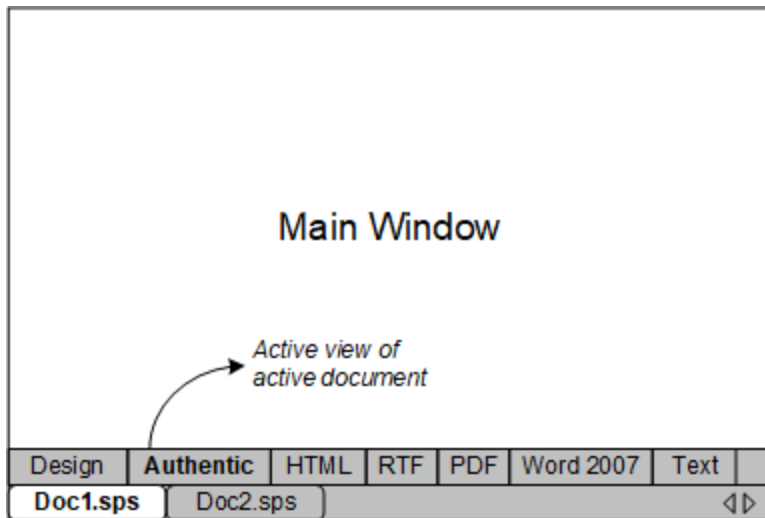 Main Window
Active view of
active document
Design Authentic HTML RTF PDF Word 2007 Text
Doc1.sps Doc2.sps